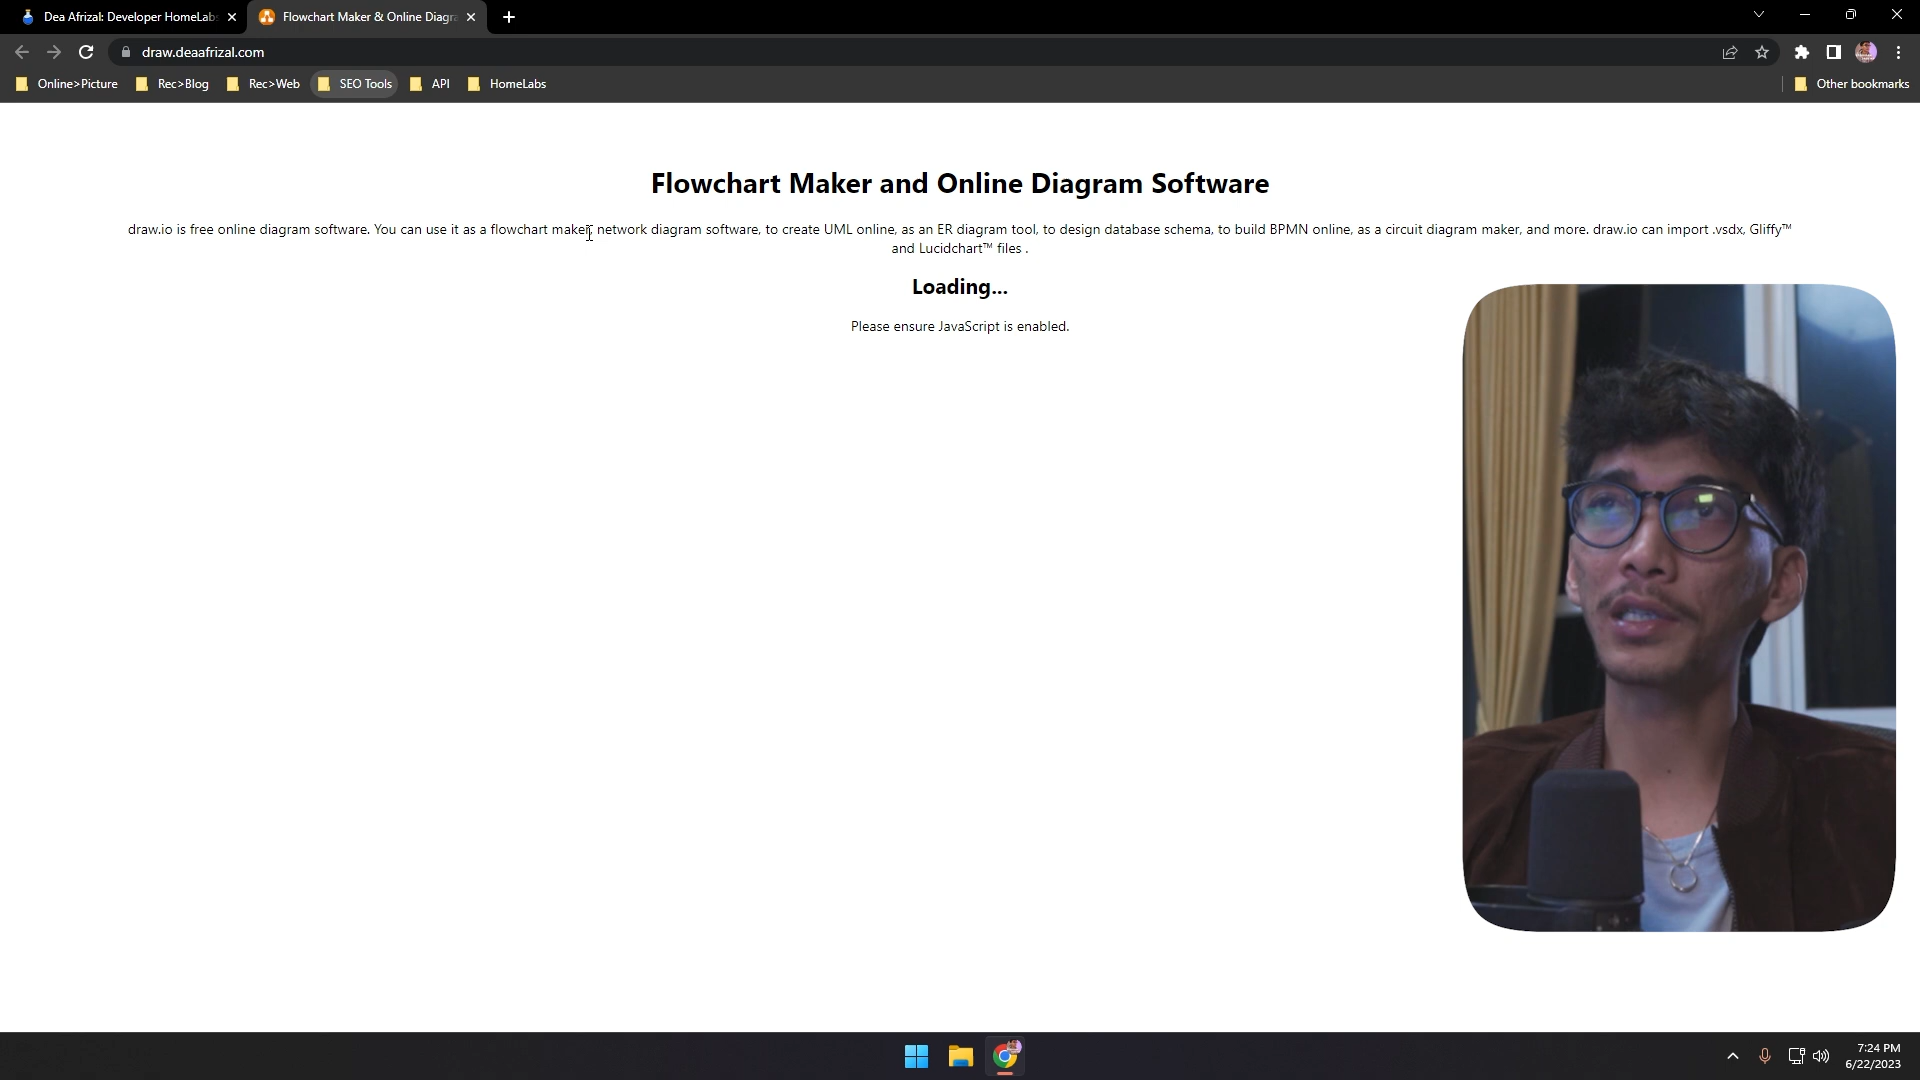 Dea Afrizal: Developer HomeLab
Flowchart Maker & Online Diagr
draw.deaafrizal.com
Online>Picture
Rec>Blog
Rec>Web
SEO Tools
API
HomeLabs
Other bookmarks
Flowchart Maker and Online Diagram Software
draw.io is free online diagram software. You can use it as a flowchart maker, network diagram software, to create UML online, as an ER diagram tool, to design database schema, to build BPMN online, as a circuit diagram maker, and more. draw.io can import .vsdx, Gliffy™
and Lucidchart™ files .
Loading...
Please ensure JavaScript is enabled.
7:24 PM
6/22/2023